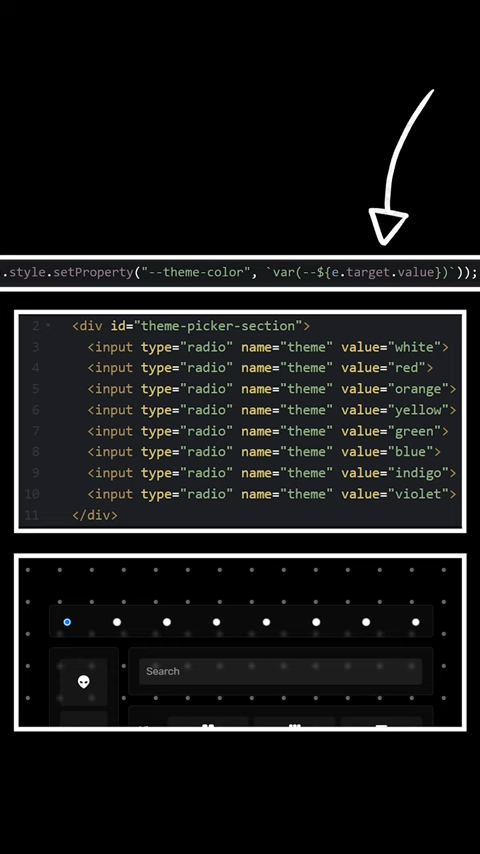 .style.setProperty("--theme-color", `var(--${e.target.value})`));
2 <div id="theme-picker-section">
3 <input type="radio" name="theme" value="white">
4 <input type="radio" name="theme" value="red">
5 <input type="radio" name="theme" value="orange">
6 <input type="radio" name="theme" value="yellow">
7 <input type="radio" name="theme" value="green">
8 <input type="radio" name="theme" value="blue">
9 <input type="radio" name="theme" value="indigo">
10 <input type="radio" name="theme" value="violet">
11 </div>
Search